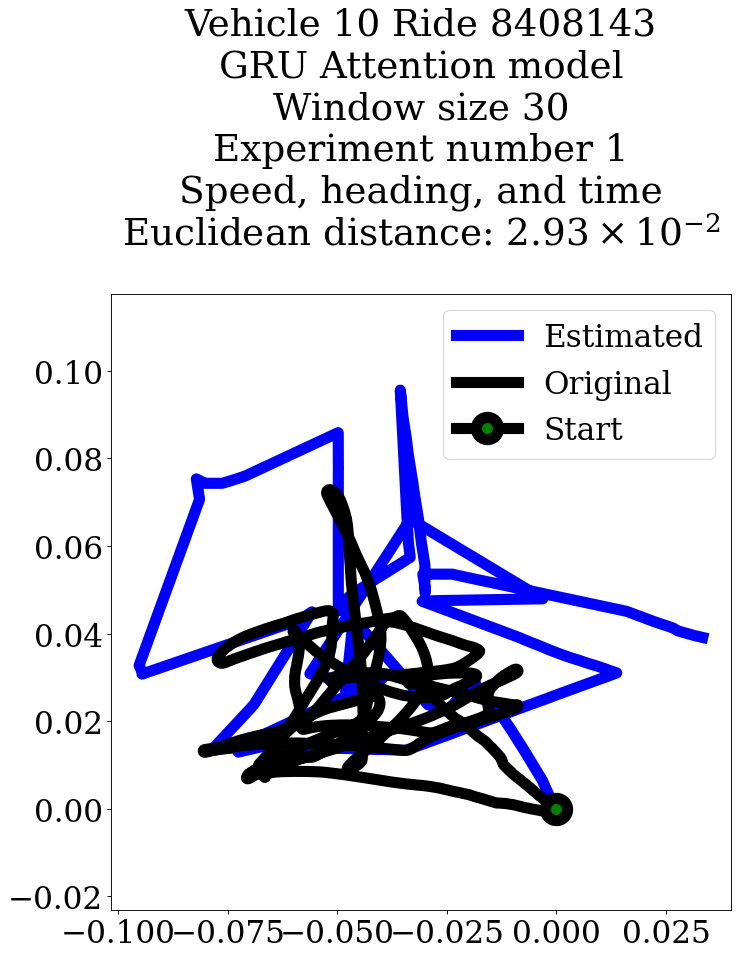 Vehicle 10 Ride 8408143
GRU Attention model
Window size 30
Experiment number 1
Speed, heading, and time
Euclidean distance: 2.93 × 10⁻²
Estimated
Original
Start
0.10
0.08
0.06
0.04
0.02
0.00
−0.02
−0.100 −0.075 −0.050 −0.025 0.000 0.025